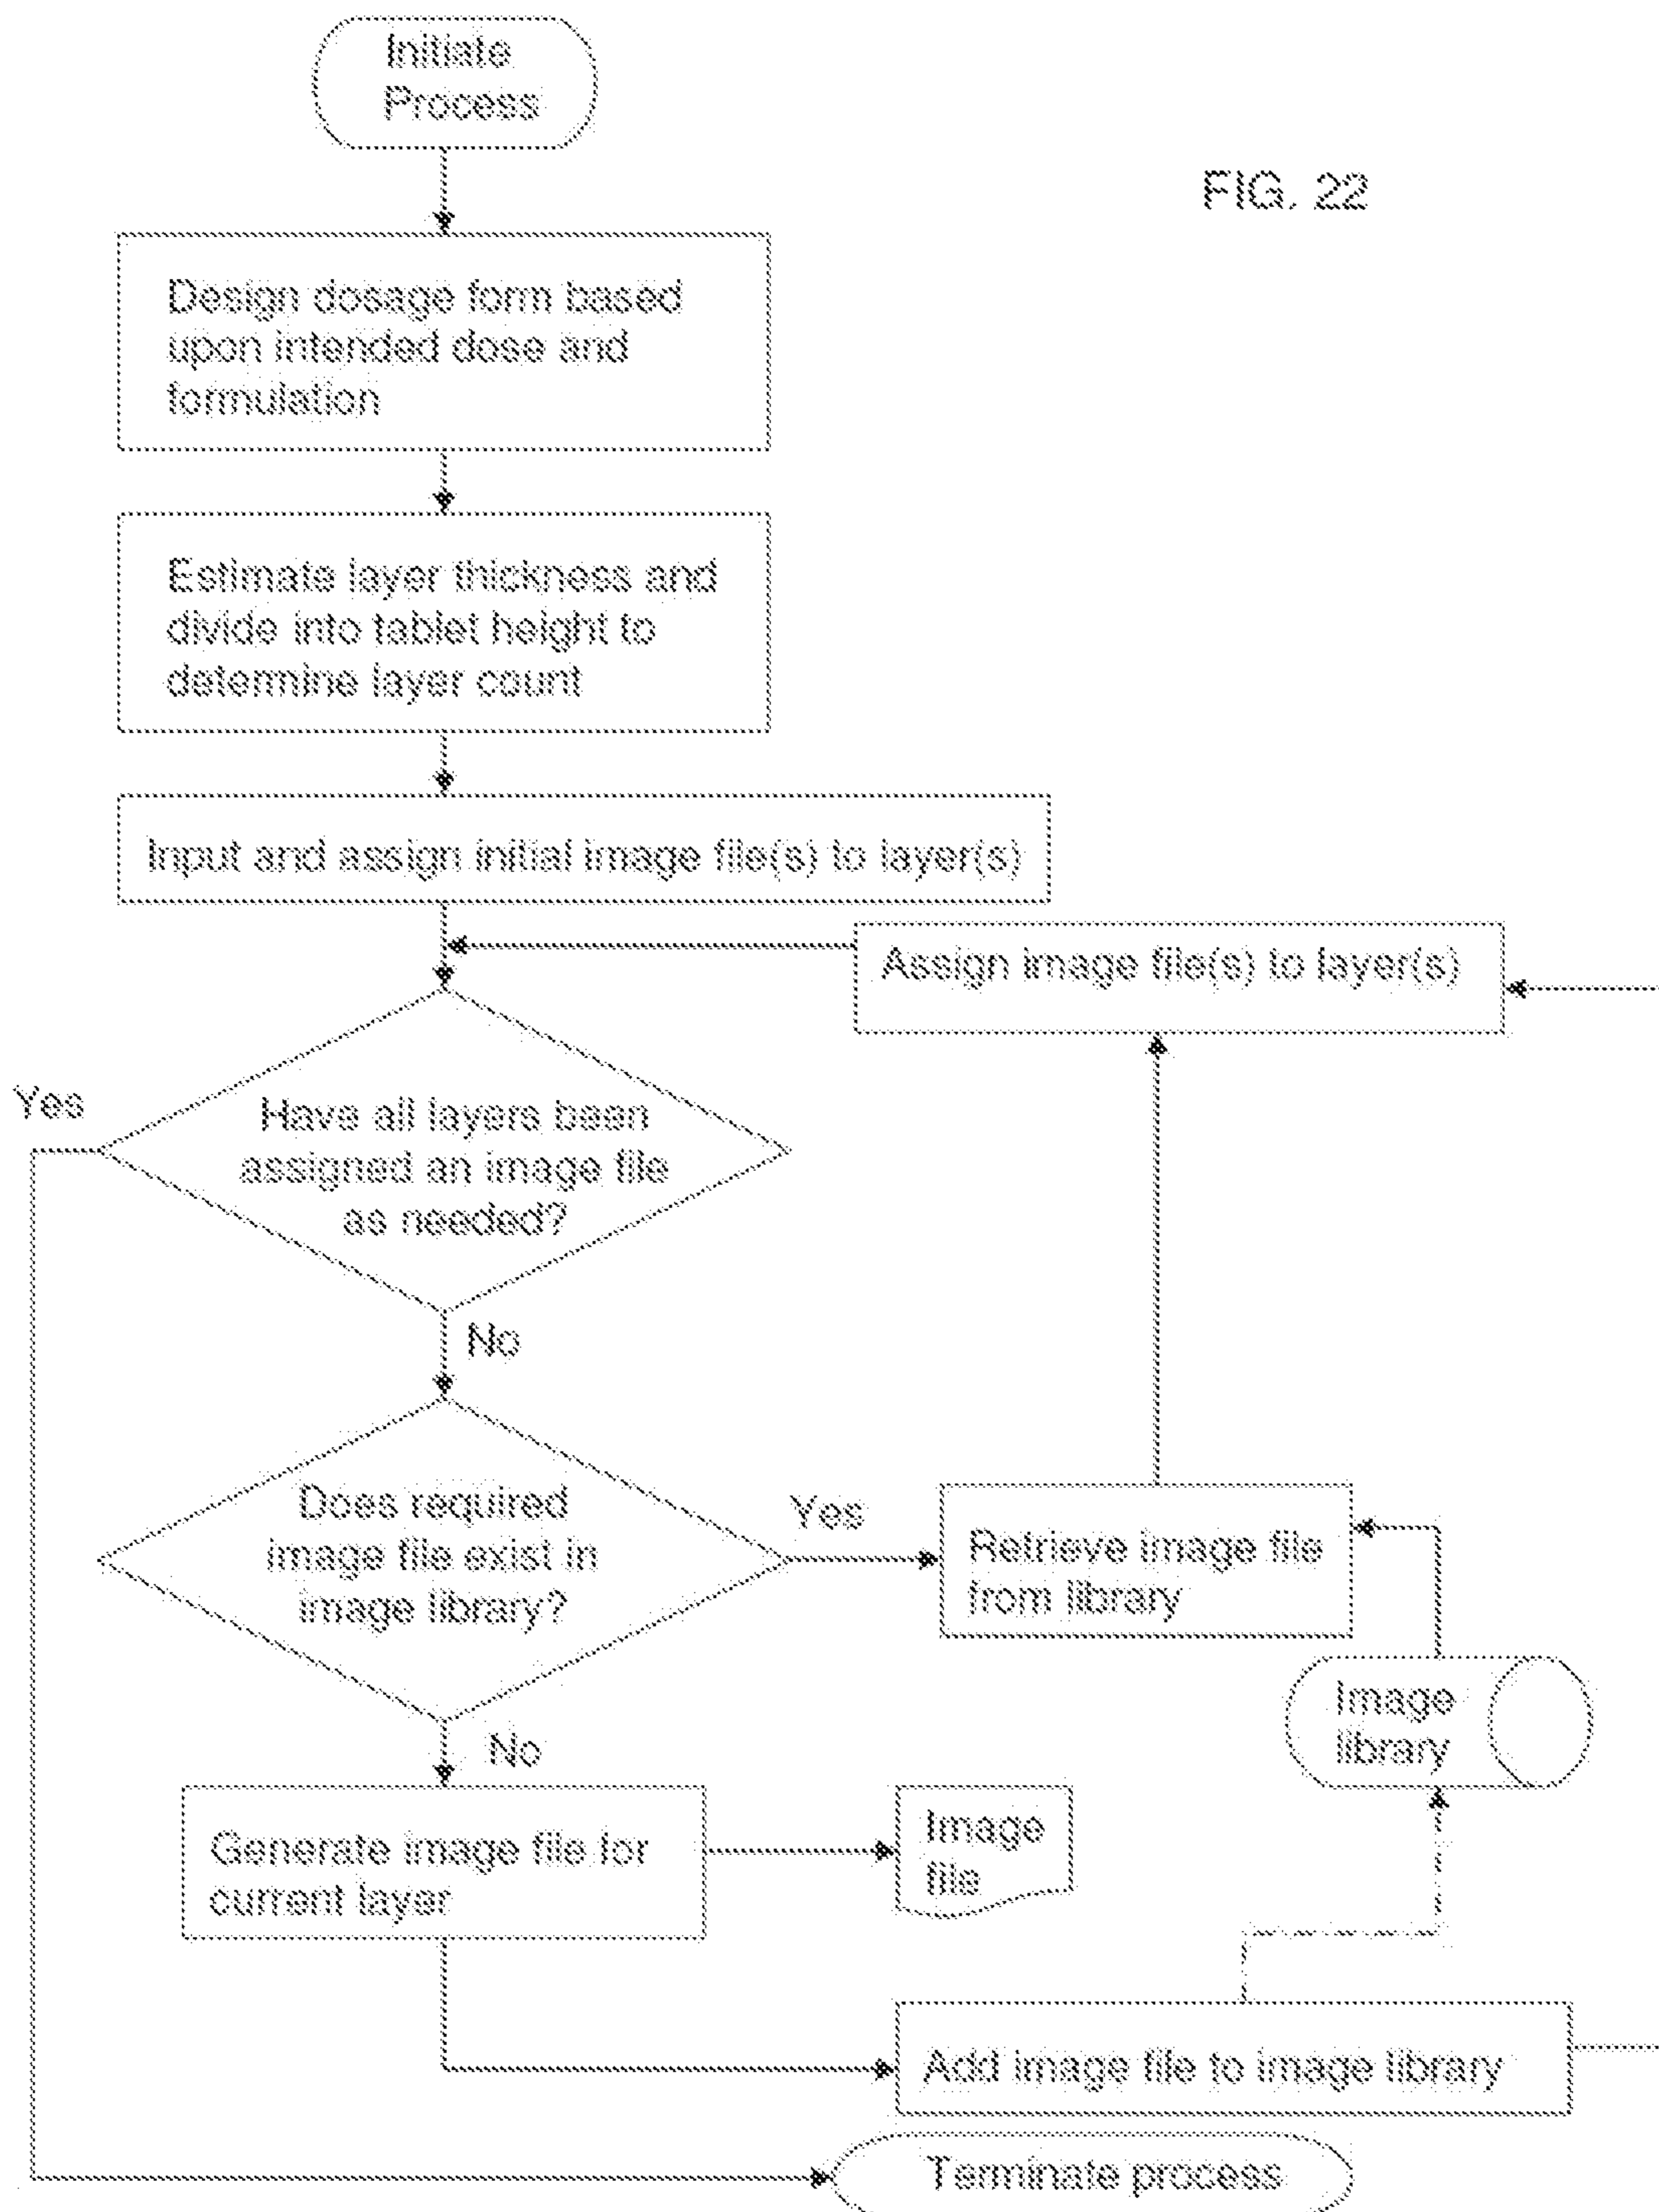 Initiate
Process
FIG. 22
Design dosage form based
upon intended dose and
formulation
Estimate layer thickness and
divide into tablet height to
determine layer count
Input and assign initial image file(s) to layer(s)
Assign image file(s) to layer(s)
Yes
Have all layers been
assigned an image file
as needed?
No
Does required
image file exist in
image library?
Yes
Retrieve image file
from library
Image
library
No
Generate image file for
current layer
Image
file
Add image file to image library
Terminate process